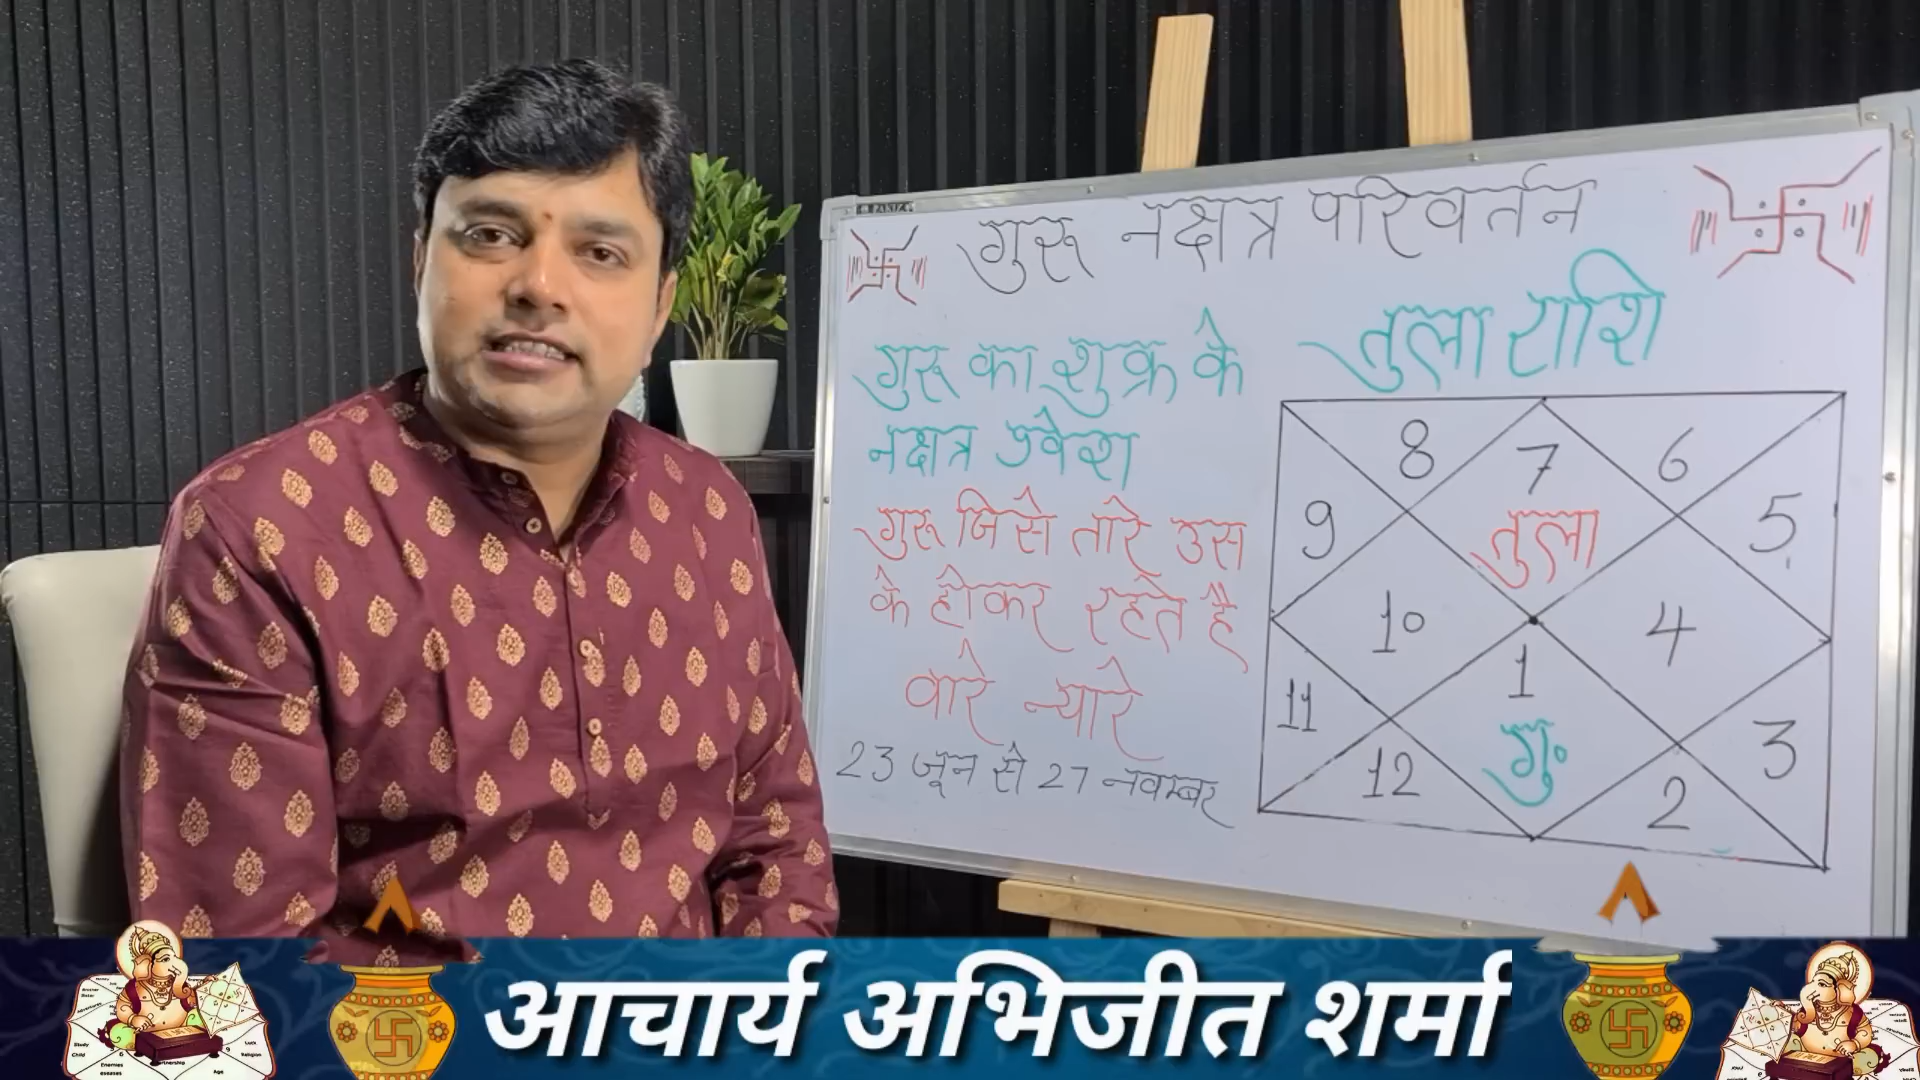 गुरू नक्षत्र परिवर्तन
गुरू का शुक्र के
नक्षत्र प्रवेश
गुरू जिसे तारे उस
के होकर रहते है
वारे न्यारे
23 जून से 27 नवम्बर
तुला राशि
8 7 6
9 तुला 5
10 4
11 1 3
12 गु॰ 2
आचार्य अभिजीत शर्मा